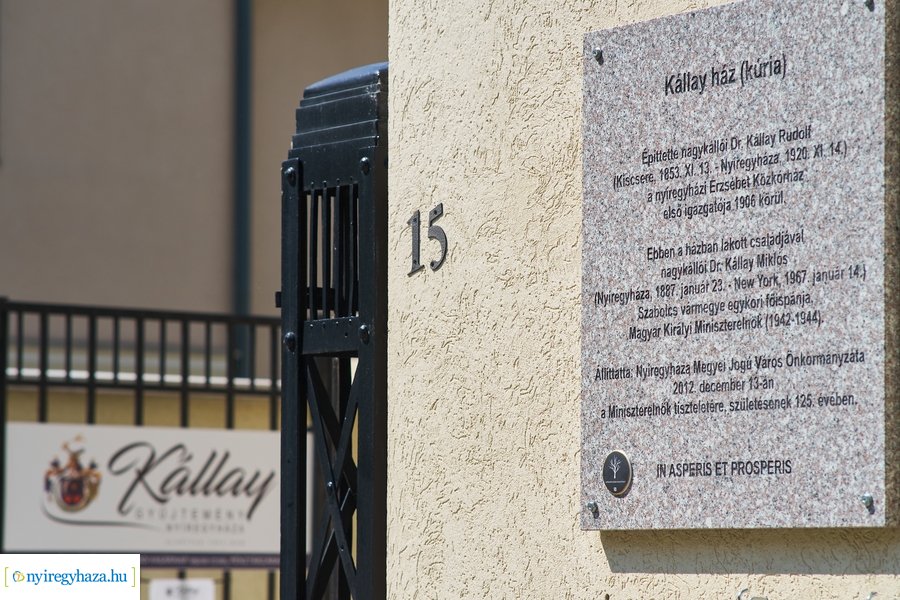 Kállay ház (kúria)
Építtette nagykállói Dr. Kállay Rudolf
(Kiscsere, 1853. XI. 13. - Nyíregyháza, 1920. XI. 14.)
a nyíregyházi Erzsébet Közkórház
első igazgatója 1906 körül.
Ebben a házban lakott családjával
nagykállói Dr. Kállay Miklós
(Nyíregyháza, 1887. január 23. - New York, 1967. január 14.)
Szabolcs vármegye egykori főispánja,
Magyar Királyi Miniszterelnök (1942-1944).
Állíttatta: Nyíregyháza Megyei Jogú Város Önkormányzata
2012. december 13-án
a Miniszterelnök tiszteletére, születésének 125. évében.
IN ASPERIS ET PROSPERIS
15
Kállay
GYŰJTEMÉNY
NYÍREGYHÁZA
nyiregyhaza.hu